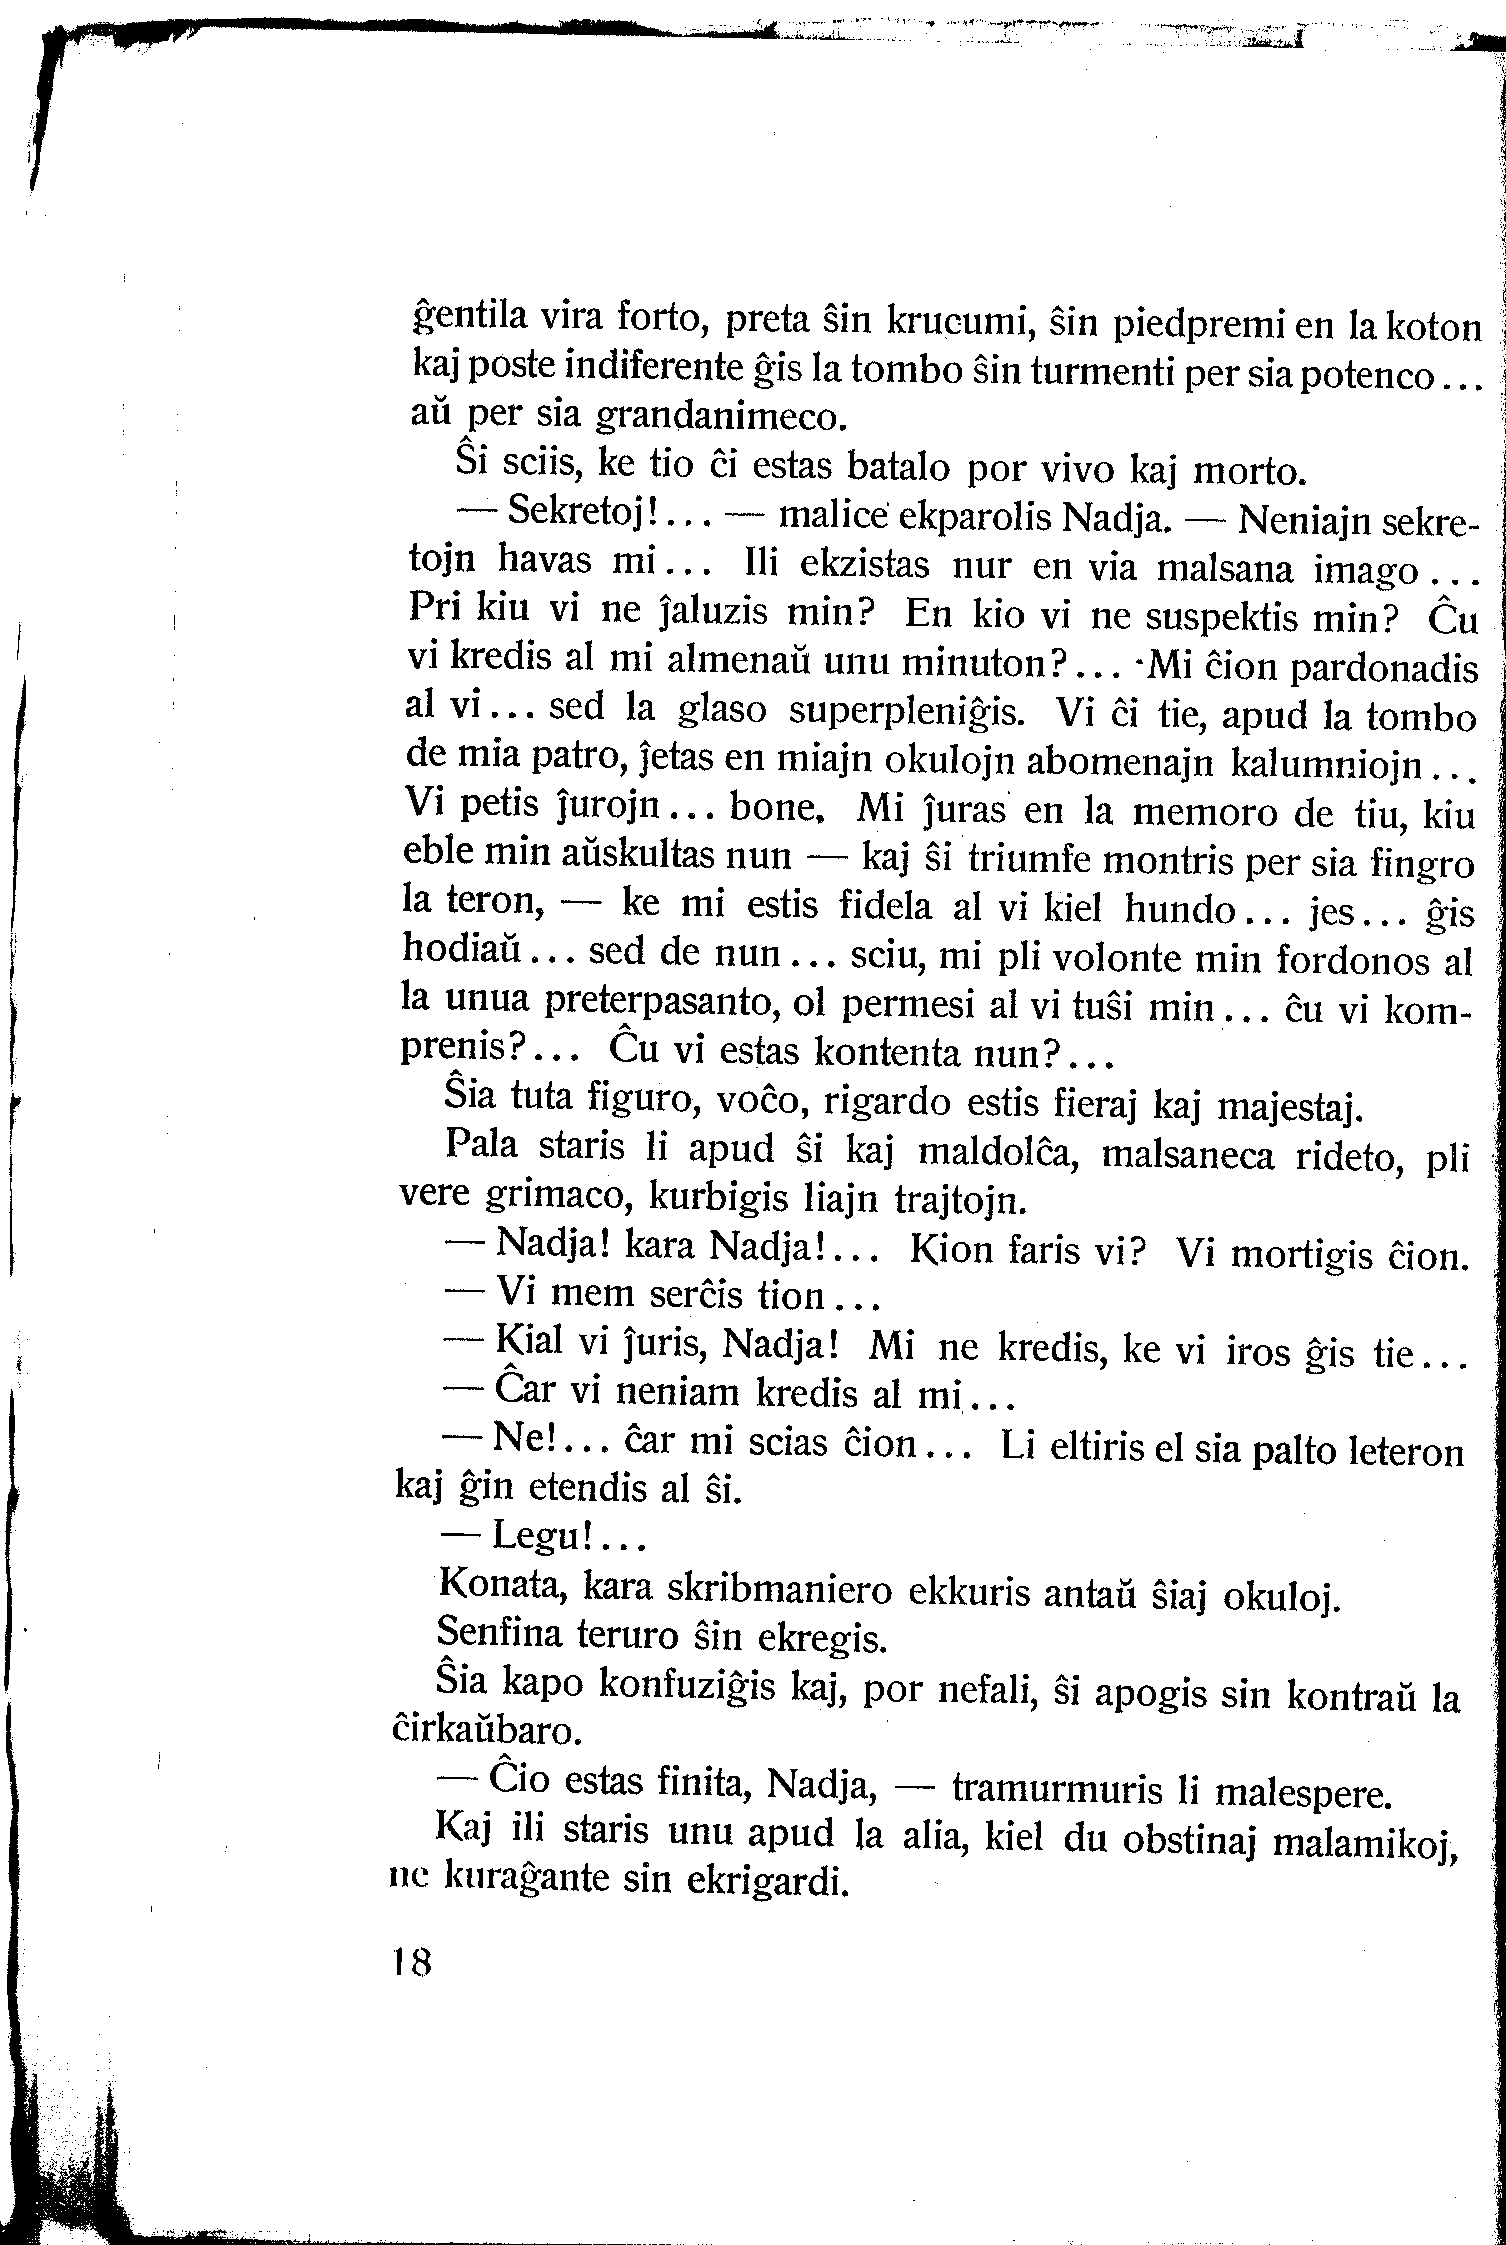 ĝentila vira forto, preta ŝin krucumi, ŝin piedpremi en la koton
kaj poste indiferente ĝis la tombo ŝin turmenti per sia potenco...
aŭ per sia grandanimeco.
Ŝi sciis, ke tio ĉi estas batalo por vivo kaj morto.
— Sekretoj!... — malice ekparolis Nadja. — Neniajn sekre-
tojn havas mi... Ili ekzistas nur en via malsana imago...
Pri kiu vi ne ĵaluzis min? En kio vi ne suspektis min? Ĉu
vi kredis al mi almenaŭ unu minuton?... Mi ĉion pardonadis
al vi... sed la glaso superpleniĝis. Vi ĉi tie, apud la tombo
de mia patro, ĵetas en miajn okulojn abomenajn kalumniojn...
Vi petis ĵurojn... bone. Mi ĵuras en la memoro de tiu, kiu
eble min aŭskultas nun — kaj ŝi triumfe montris per sia fingro
la teron, — ke mi estis fidela al vi kiel hundo... jes... ĝis
hodiaŭ... sed de nun... sciu, mi pli volonte min fordonos al
la unua preterpasanto, ol permesi al vi tuŝi min... ĉu vi kom-
prenis?... Ĉu vi estas kontenta nun?...
Ŝia tuta figuro, voĉo, rigardo estis fieraj kaj majestaj.
Pala staris li apud ŝi kaj maldolĉa, malsaneca rideto, pli
vere grimaco, kurbigis liajn trajtojn.
— Nadja! kara Nadja!... Kion faris vi? Vi mortigis ĉion.
— Vi mem serĉis tion...
— Kial vi ĵuris, Nadja! Mi ne kredis, ke vi iros ĝis tie...
— Ĉar vi neniam kredis al mi...
— Ne!... ĉar mi scias ĉion... Li eltiris el sia palto leteron
kaj ĝin etendis al ŝi.
— Legu!...
Konata, kara skribmaniero ekkuris antaŭ ŝiaj okuloj.
Senfina teruro ŝin ekregis.
Ŝia kapo konfuziĝis kaj, por nefali, ŝi apogis sin kontraŭ la
ĉirkaŭbaro.
— Ĉio estas finita, Nadja, — tramurmuris li malespere.
Kaj ili staris unu apud la alia, kiel du obstinaj malamikoj,
ne kuraĝante sin ekrigardi.
18